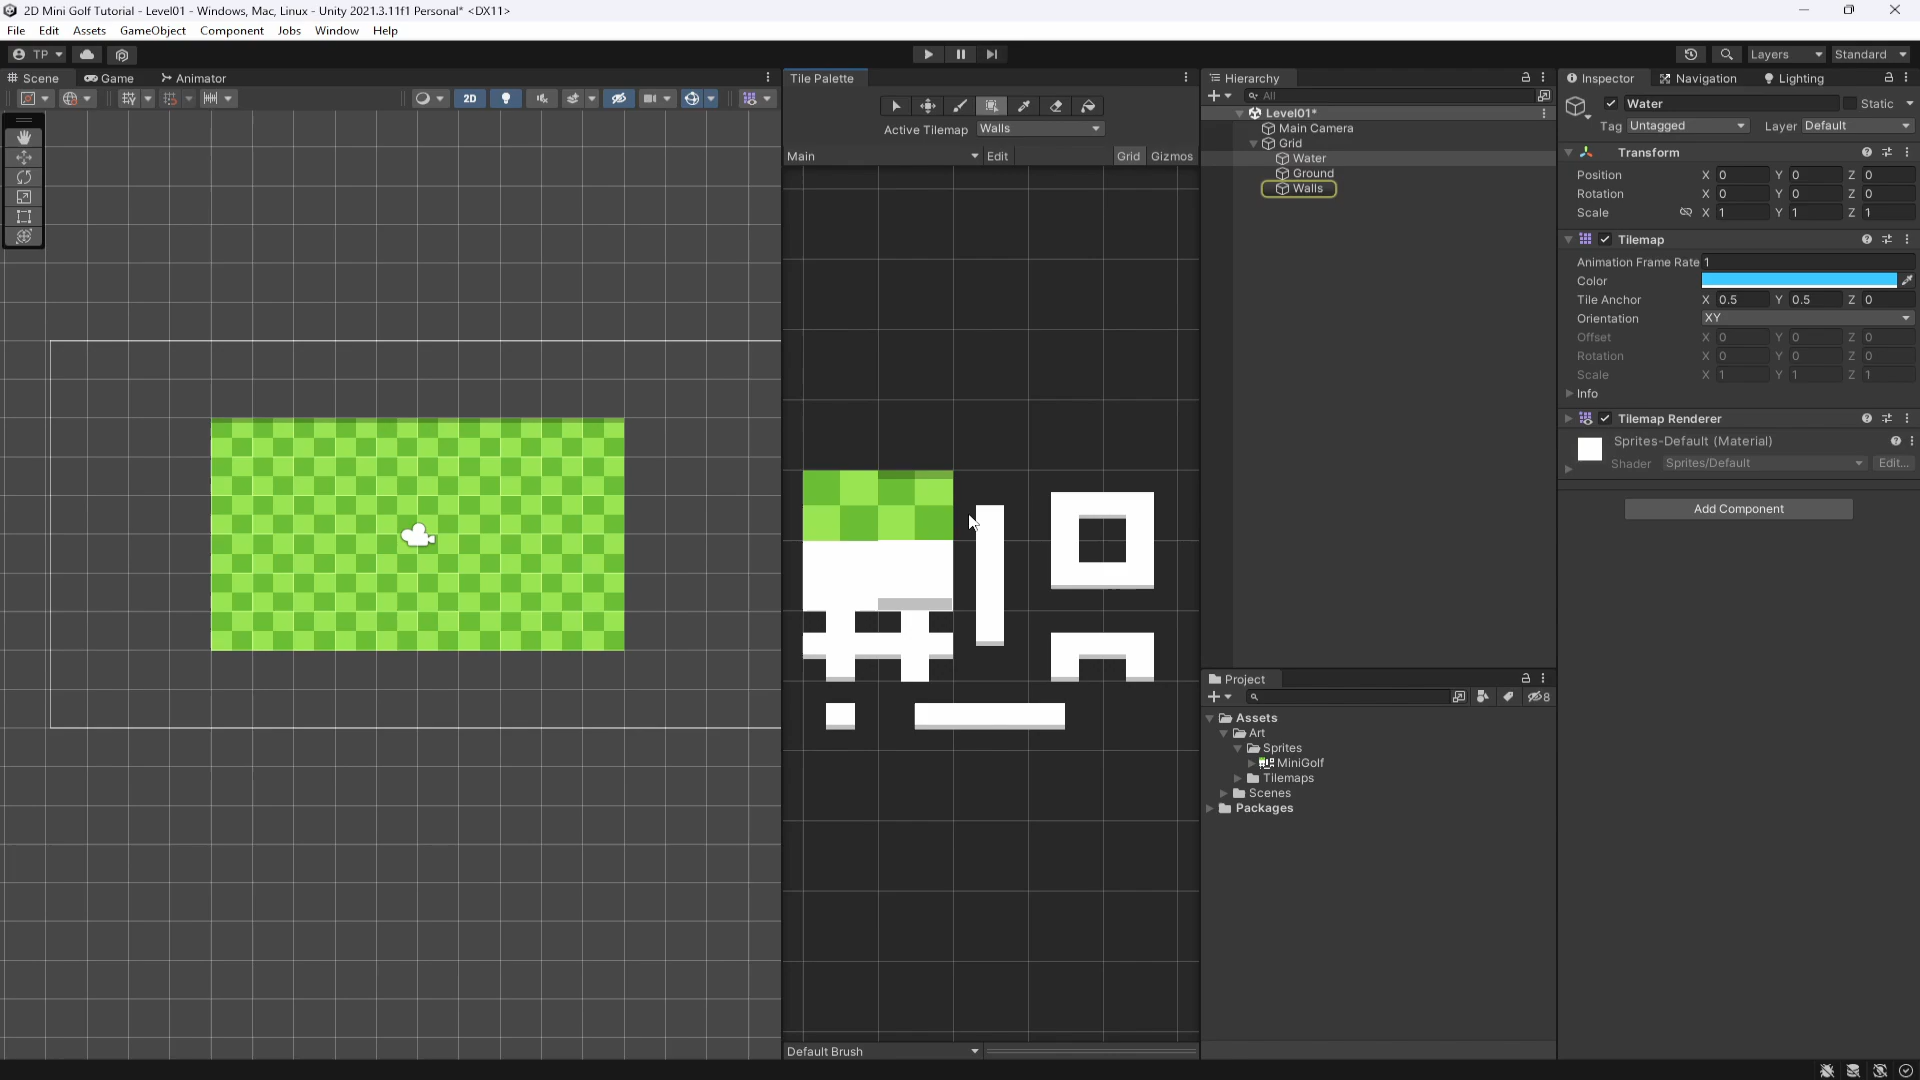 2D Mini Golf Tutorial - Level01 - Windows, Mac, Linux - Unity 2021.3.11f1 Personal* <DX11>
File Edit Assets GameObject Component Jobs Window Help
TP Layers Standard
Scene Game Animator
2D
Tile Palette
Active Tilemap Walls
Main Edit Grid Gizmos
Default Brush
Hierarchy
All
Level01*
Main Camera
Grid
Water
Ground
Walls
Project
8
Assets
Art
Sprites
MiniGolf
Tilemaps
Scenes
Packages
Inspector Navigation Lighting
Water Static
Tag Untagged Layer Default
Transform
Position X 0 Y 0 Z 0
Rotation X 0 Y 0 Z 0
Scale X 1 Y 1 Z 1
Tilemap
Animation Frame Rate 1
Color
Tile Anchor X 0.5 Y 0.5 Z 0
Orientation XY
Offset X 0 Y 0 Z 0
Rotation X 0 Y 0 Z 0
Scale X 1 Y 1 Z 1
Info
Tilemap Renderer
Sprites-Default (Material)
Shader Sprites/Default Edit...
Add Component